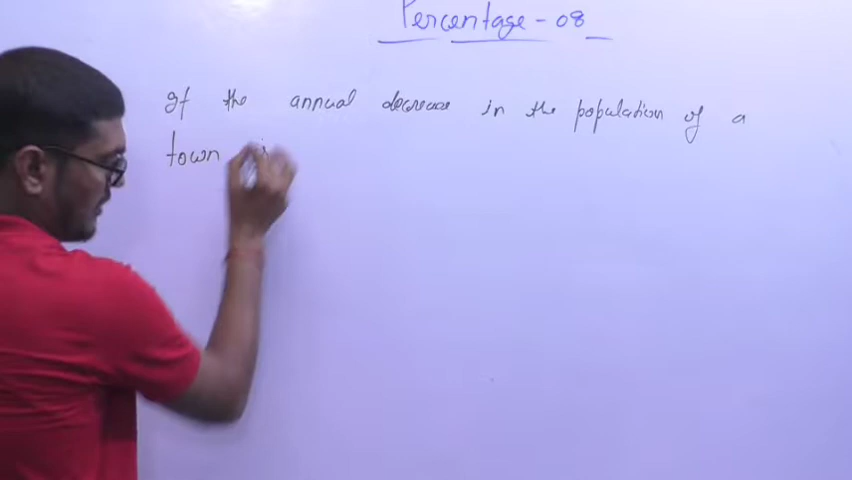 Percentage - 08
If the annual decrease in the population of a
town i